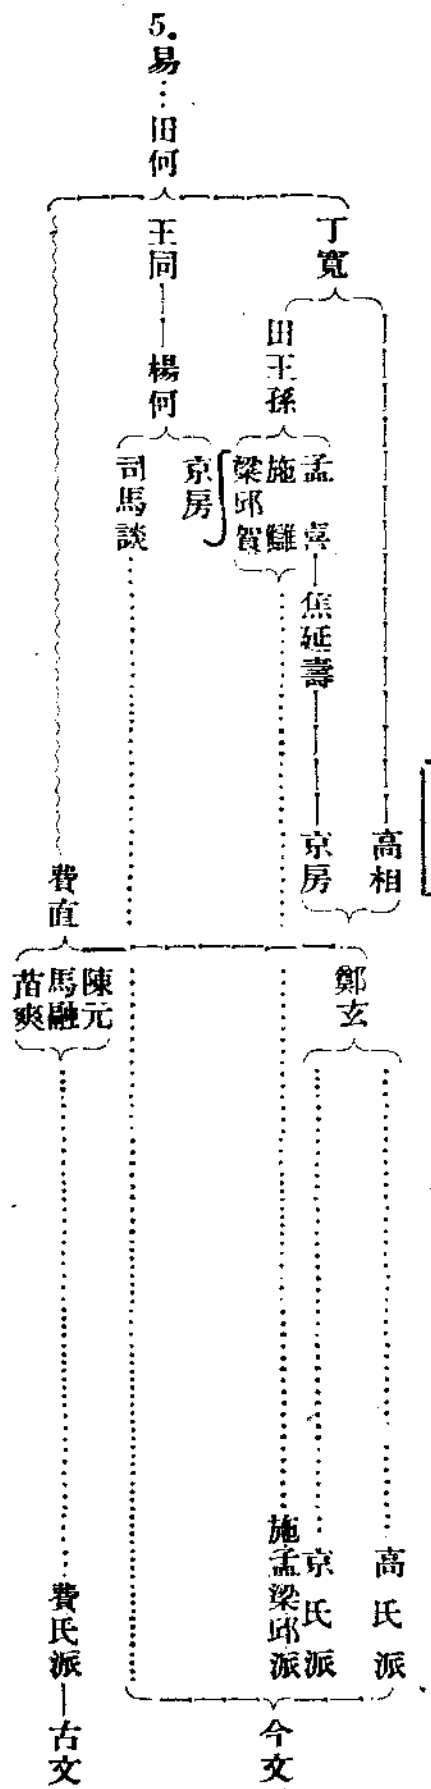 5.易…田何
丁寬
高相
高氏派
田王孫
孟喜
焦延壽
京房
京氏派
鄭玄
施讎
梁邱賀
施孟梁邱派
今文
王同
楊何
京房
司馬談
費直
陳元
馬融
荀爽
費氏派
古文